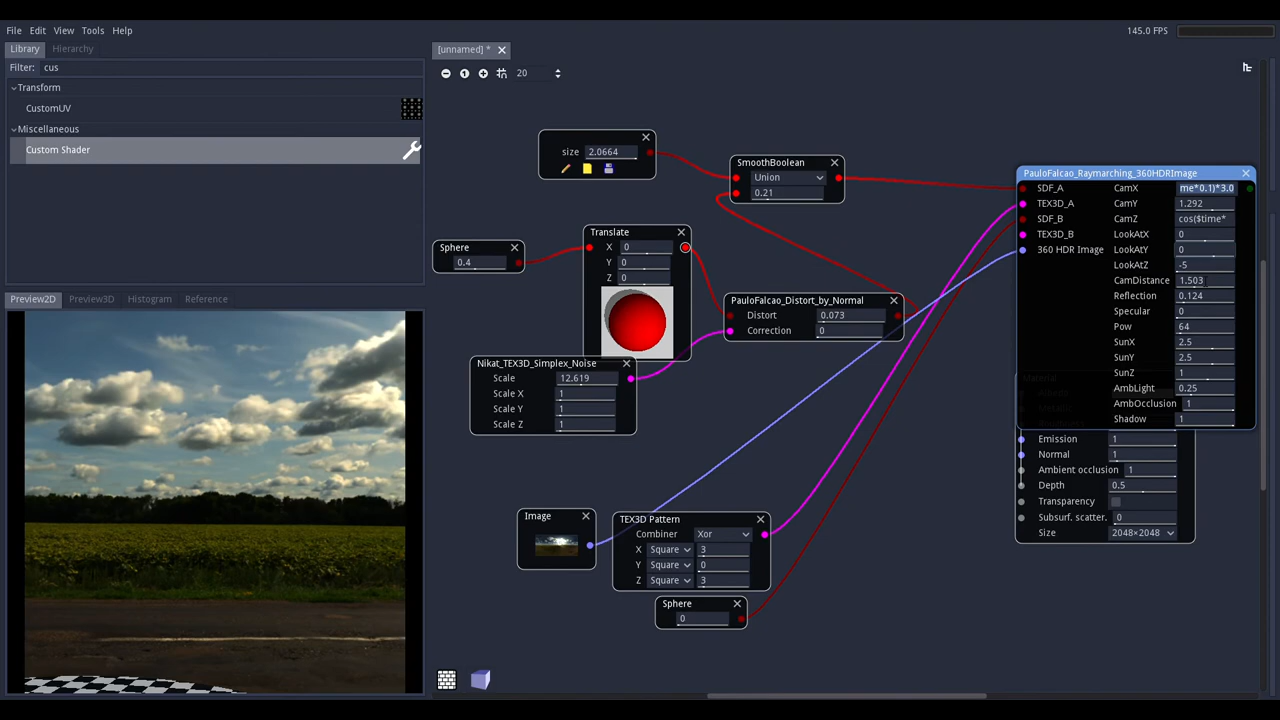 File Edit View Tools Help
145.0 FPS
Library Hierarchy
Filter: cus
Transform
CustomUV
Miscellaneous
Custom Shader
Preview2D Preview3D Histogram Reference
[unnamed] *
20
size 2.0664
SmoothBoolean
Union
0.21
Sphere
0.4
Translate
X 0
Y 0
Z 0
PauloFalcao_Distort_by_Normal
Distort 0.073
Correction 0
Nikat_TEX3D_Simplex_Noise
Scale 12.619
Scale X 1
Scale Y 1
Scale Z 1
Image
TEX3D Pattern
Combiner Xor
X Square 3
Y Square 0
Z Square 3
Sphere
0
PauloFalcao_Raymarching_360HDRImage
SDF_A CamX me*0.1)*3.0
TEX3D_A CamY 1.292
SDF_B CamZ cos($time*
TEX3D_B LookAtX 0
360 HDR Image LookAtY 0
LookAtZ -5
CamDistance 1.503
Reflection 0.124
Specular 0
Pow 64
SunX 2.5
SunY 2.5
SunZ 1
AmbLight 0.25
AmbOcclusion 1
Shadow 1
Material
Emission 1
Normal 1
Ambient occlusion 1
Depth 0.5
Transparency
Subsurf. scatter. 0
Size 2048×2048